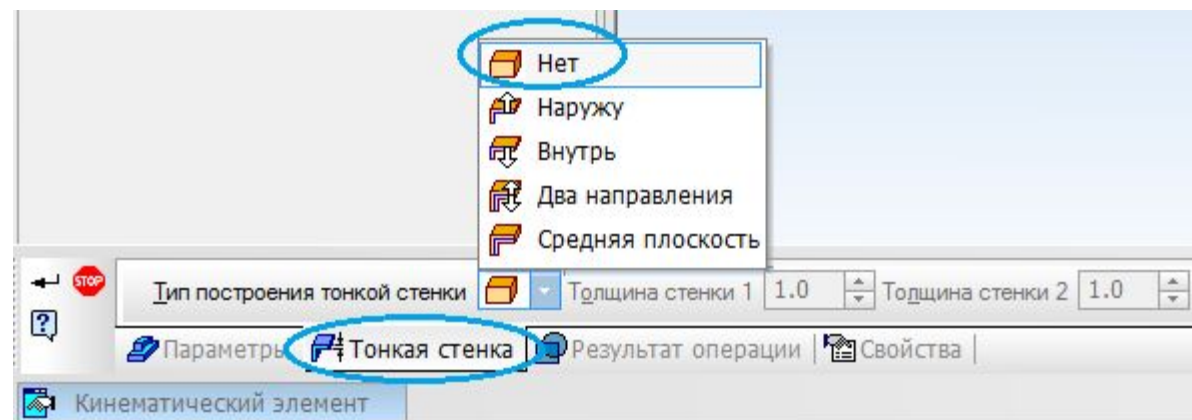 Нет
Наружу
Внутрь
Два направления
Средняя плоскость
STOP Тип построения тонкой стенки Толщина стенки 1 1.0 Толщина стенки 2 1.0
Параметры Тонкая стенка Результат операции Свойства
Кинематический элемент